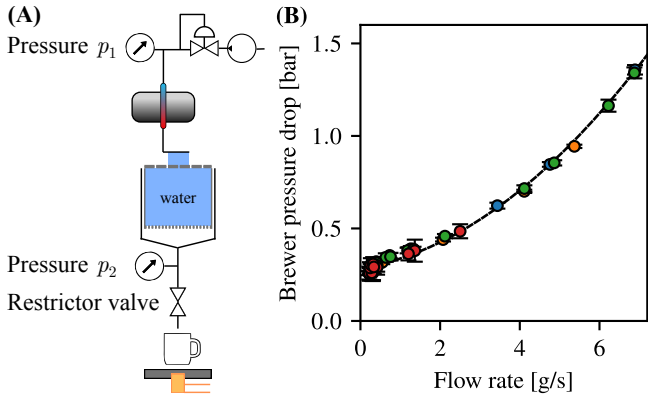 (A)
Pressure p₁
water
Pressure p₂
Restrictor valve
(B)
Brewer pressure drop [bar]
1.5
1.0
0.5
0.0
0 2 4 6
Flow rate [g/s]